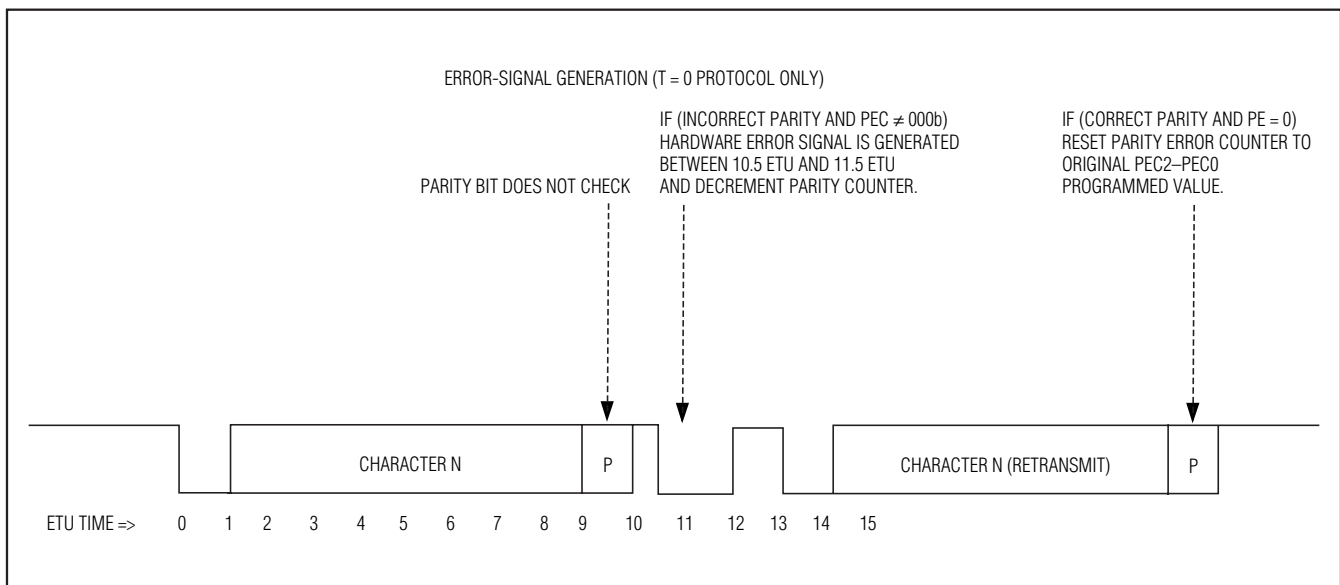 ERROR-SIGNAL GENERATION (T = 0 PROTOCOL ONLY)
PARITY BIT DOES NOT CHECK
IF (INCORRECT PARITY AND PEC ≠ 000b)
HARDWARE ERROR SIGNAL IS GENERATED
BETWEEN 10.5 ETU AND 11.5 ETU
AND DECREMENT PARITY COUNTER.
IF (CORRECT PARITY AND PE = 0)
RESET PARITY ERROR COUNTER TO
ORIGINAL PEC2–PEC0
PROGRAMMED VALUE.
CHARACTER N
P
CHARACTER N (RETRANSMIT)
P
ETU TIME => 0 1 2 3 4 5 6 7 8 9 10 11 12 13 14 15